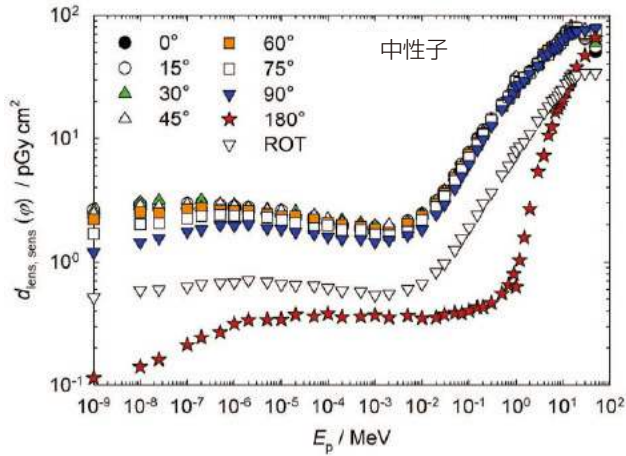 10²
中性子
0° 60°
15° 75°
30° 90°
45° 180°
ROT
10¹
d_lens, sens (φ) / pGy cm²
10⁰
10⁻¹
10⁻⁹ 10⁻⁸ 10⁻⁷ 10⁻⁶ 10⁻⁵ 10⁻⁴ 10⁻³ 10⁻² 10⁻¹ 10⁰ 10¹ 10²
E_p / MeV